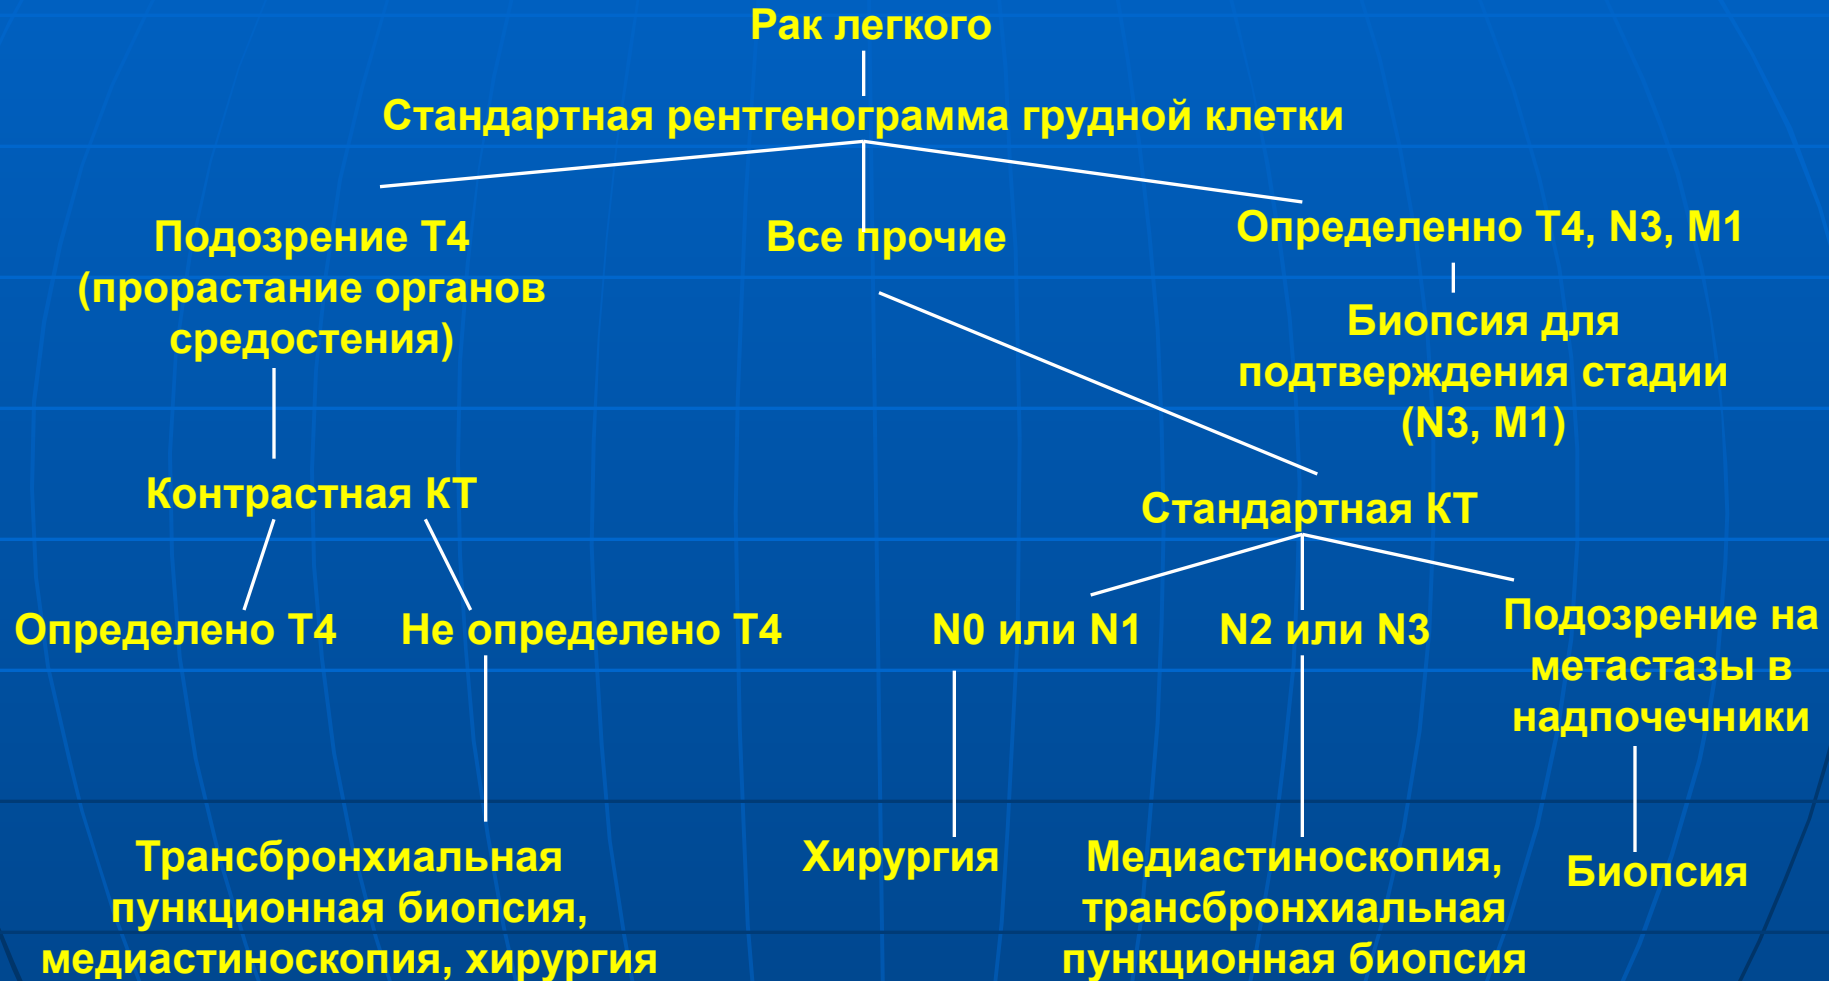 Рак легкого
Стандартная рентгенограмма грудной клетки
Подозрение Т4
(прорастание органов
средостения)
Все прочие
Определенно Т4, N3, М1
Биопсия для
подтверждения стадии
(N3, М1)
Контрастная КТ
Стандартная КТ
Определено Т4
Не определено Т4
N0 или N1
N2 или N3
Подозрение на
метастазы в
надпочечники
Трансбронхиальная
пункционная биопсия,
медиастиноскопия, хирургия
Хирургия
Медиастиноскопия,
трансбронхиальная
пункционная биопсия
Биопсия